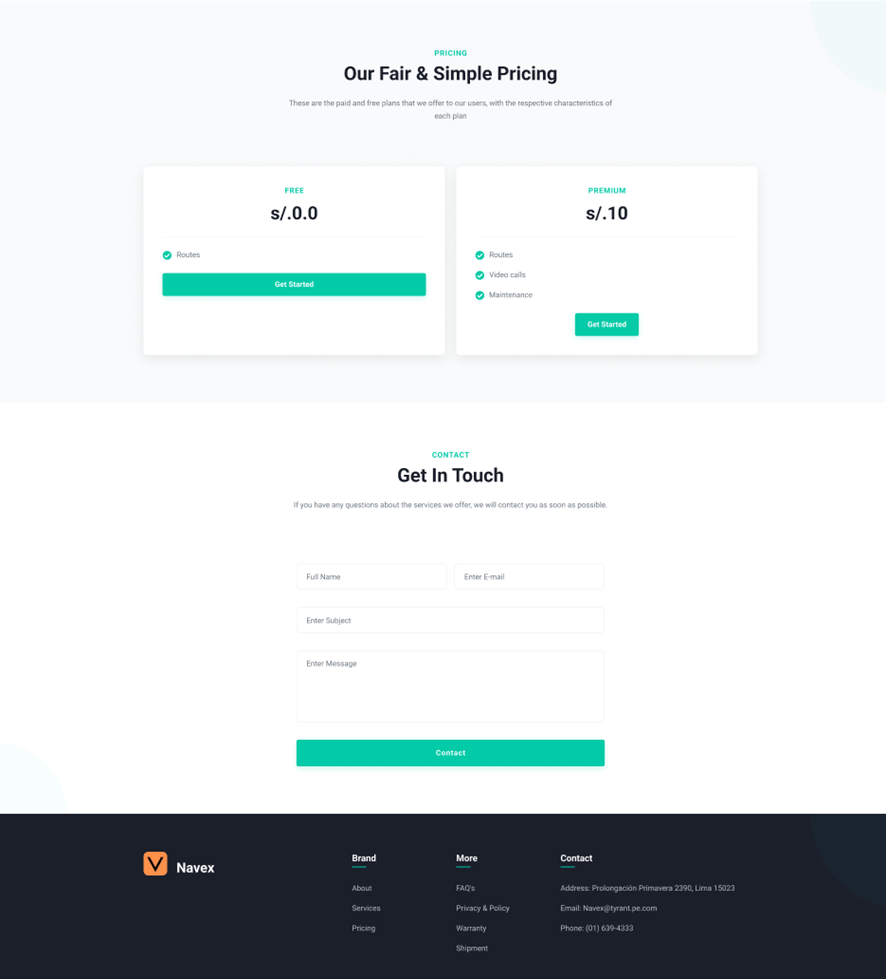 PRICING
Our Fair & Simple Pricing
These are the paid and free plans that we offer to our users, with the respective characteristics of
each plan
FREE
s/.0.0
Routes
Get Started
PREMIUM
s/.10
Routes
Video calls
Maintenance
Get Started
CONTACT
Get In Touch
If you have any questions about the services we offer, we will contact you as soon as possible.
Full Name
Enter E-mail
Enter Subject
Enter Message
Contact
Navex
Brand
About
Services
Pricing
More
FAQ's
Privacy & Policy
Warranty
Shipment
Contact
Address: Prolongación Primavera 2390, Lima 15023
Email: Navex@tyrant.pe.com
Phone: (01) 639-4333